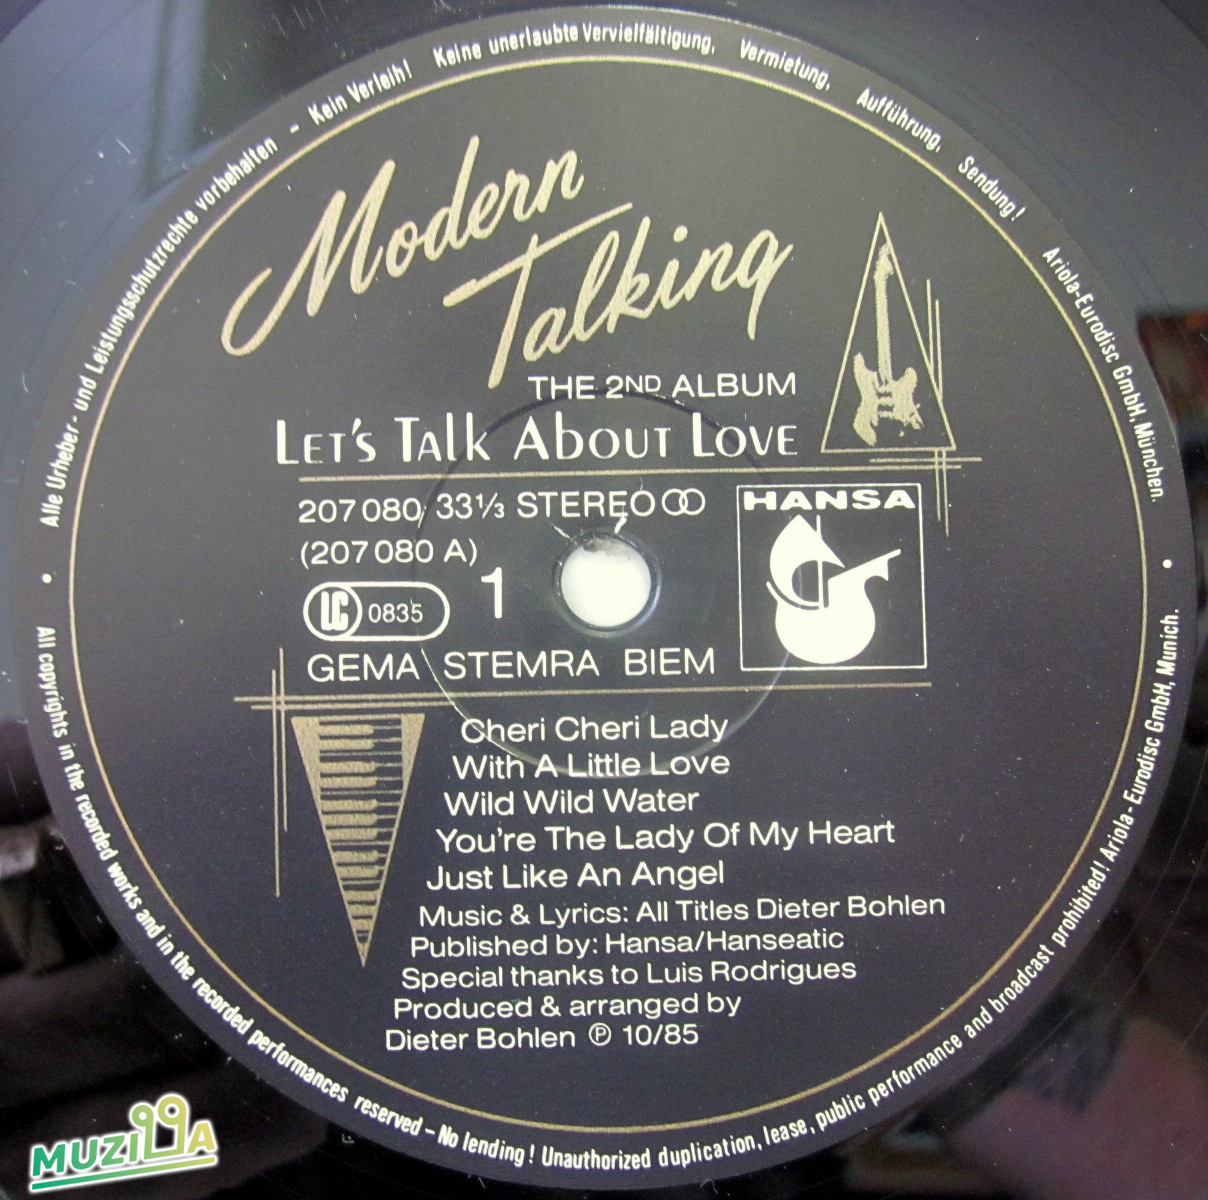 Alle Urheber- und Leistungsschutzrechte vorbehalten – Kein Verleih! Keine unerlaubte Vervielfältigung, Vermietung, Aufführung, Sendung! Ariola-Eurodisc GmbH, München.
Modern
Talking
THE 2ND ALBUM
LET'S TALK ABOUT LOVE
207 080, 33⅓ STEREO
HANSA
(207 080 A)
LC 0835
1
GEMA STEMRA BIEM
Cheri Cheri Lady
With A Little Love
Wild Wild Water
You're The Lady Of My Heart
Just Like An Angel
Music & Lyrics: All Titles Dieter Bohlen
Published by: Hansa/Hanseatic
Special thanks to Luis Rodrigues
Produced & arranged by
Dieter Bohlen ℗ 10/85
All copyrights in the recorded works and in the recorded performances reserved – No lending! Unauthorized duplication, lease, public performance and broadcast prohibited! Ariola-Eurodisc GmbH, Munich.
MUZILLA